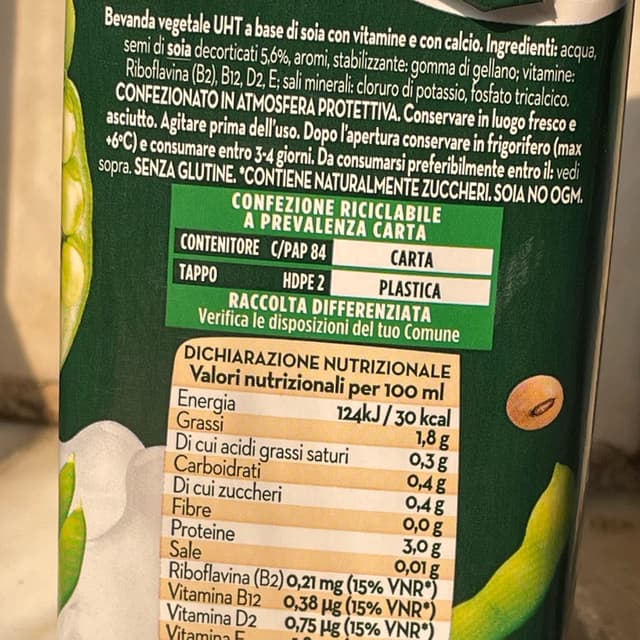 Bevanda vegetale UHT a base di soia con vitamine e con calcio. Ingredienti: acqua,
semi di soia decorticati 5,6%, aromi, stabilizzante: gomma di gellano; vitamine:
Riboflavina (B2), B12, D2, E; sali minerali: cloruro di potassio, fosfato tricalcico.
CONFEZIONATO IN ATMOSFERA PROTETTIVA. Conservare in luogo fresco e
asciutto. Agitare prima dell'uso. Dopo l'apertura conservare in frigorifero (max
+6°C) e consumare entro 3-4 giorni. Da consumarsi preferibilmente entro il: vedi
sopra. SENZA GLUTINE. *CONTIENE NATURALMENTE ZUCCHERI. SOIA NO OGM.
CONFEZIONE RICICLABILE
A PREVALENZA CARTA
CONTENITORE C/PAP 84 CARTA
TAPPO HDPE 2 PLASTICA
RACCOLTA DIFFERENZIATA
Verifica le disposizioni del tuo Comune
DICHIARAZIONE NUTRIZIONALE
Valori nutrizionali per 100 ml
Energia 124kJ / 30 kcal
Grassi 1,8 g
Di cui acidi grassi saturi 0,3 g
Carboidrati 0,4 g
Di cui zuccheri 0,4 g
Fibre 0,0 g
Proteine 3,0 g
Sale 0,01 g
Riboflavina (B2) 0,21 mg (15% VNR*)
Vitamina B12 0,38 µg (15% VNR*)
Vitamina D2 0,75 µg (15% VNR*)
Vitamina E